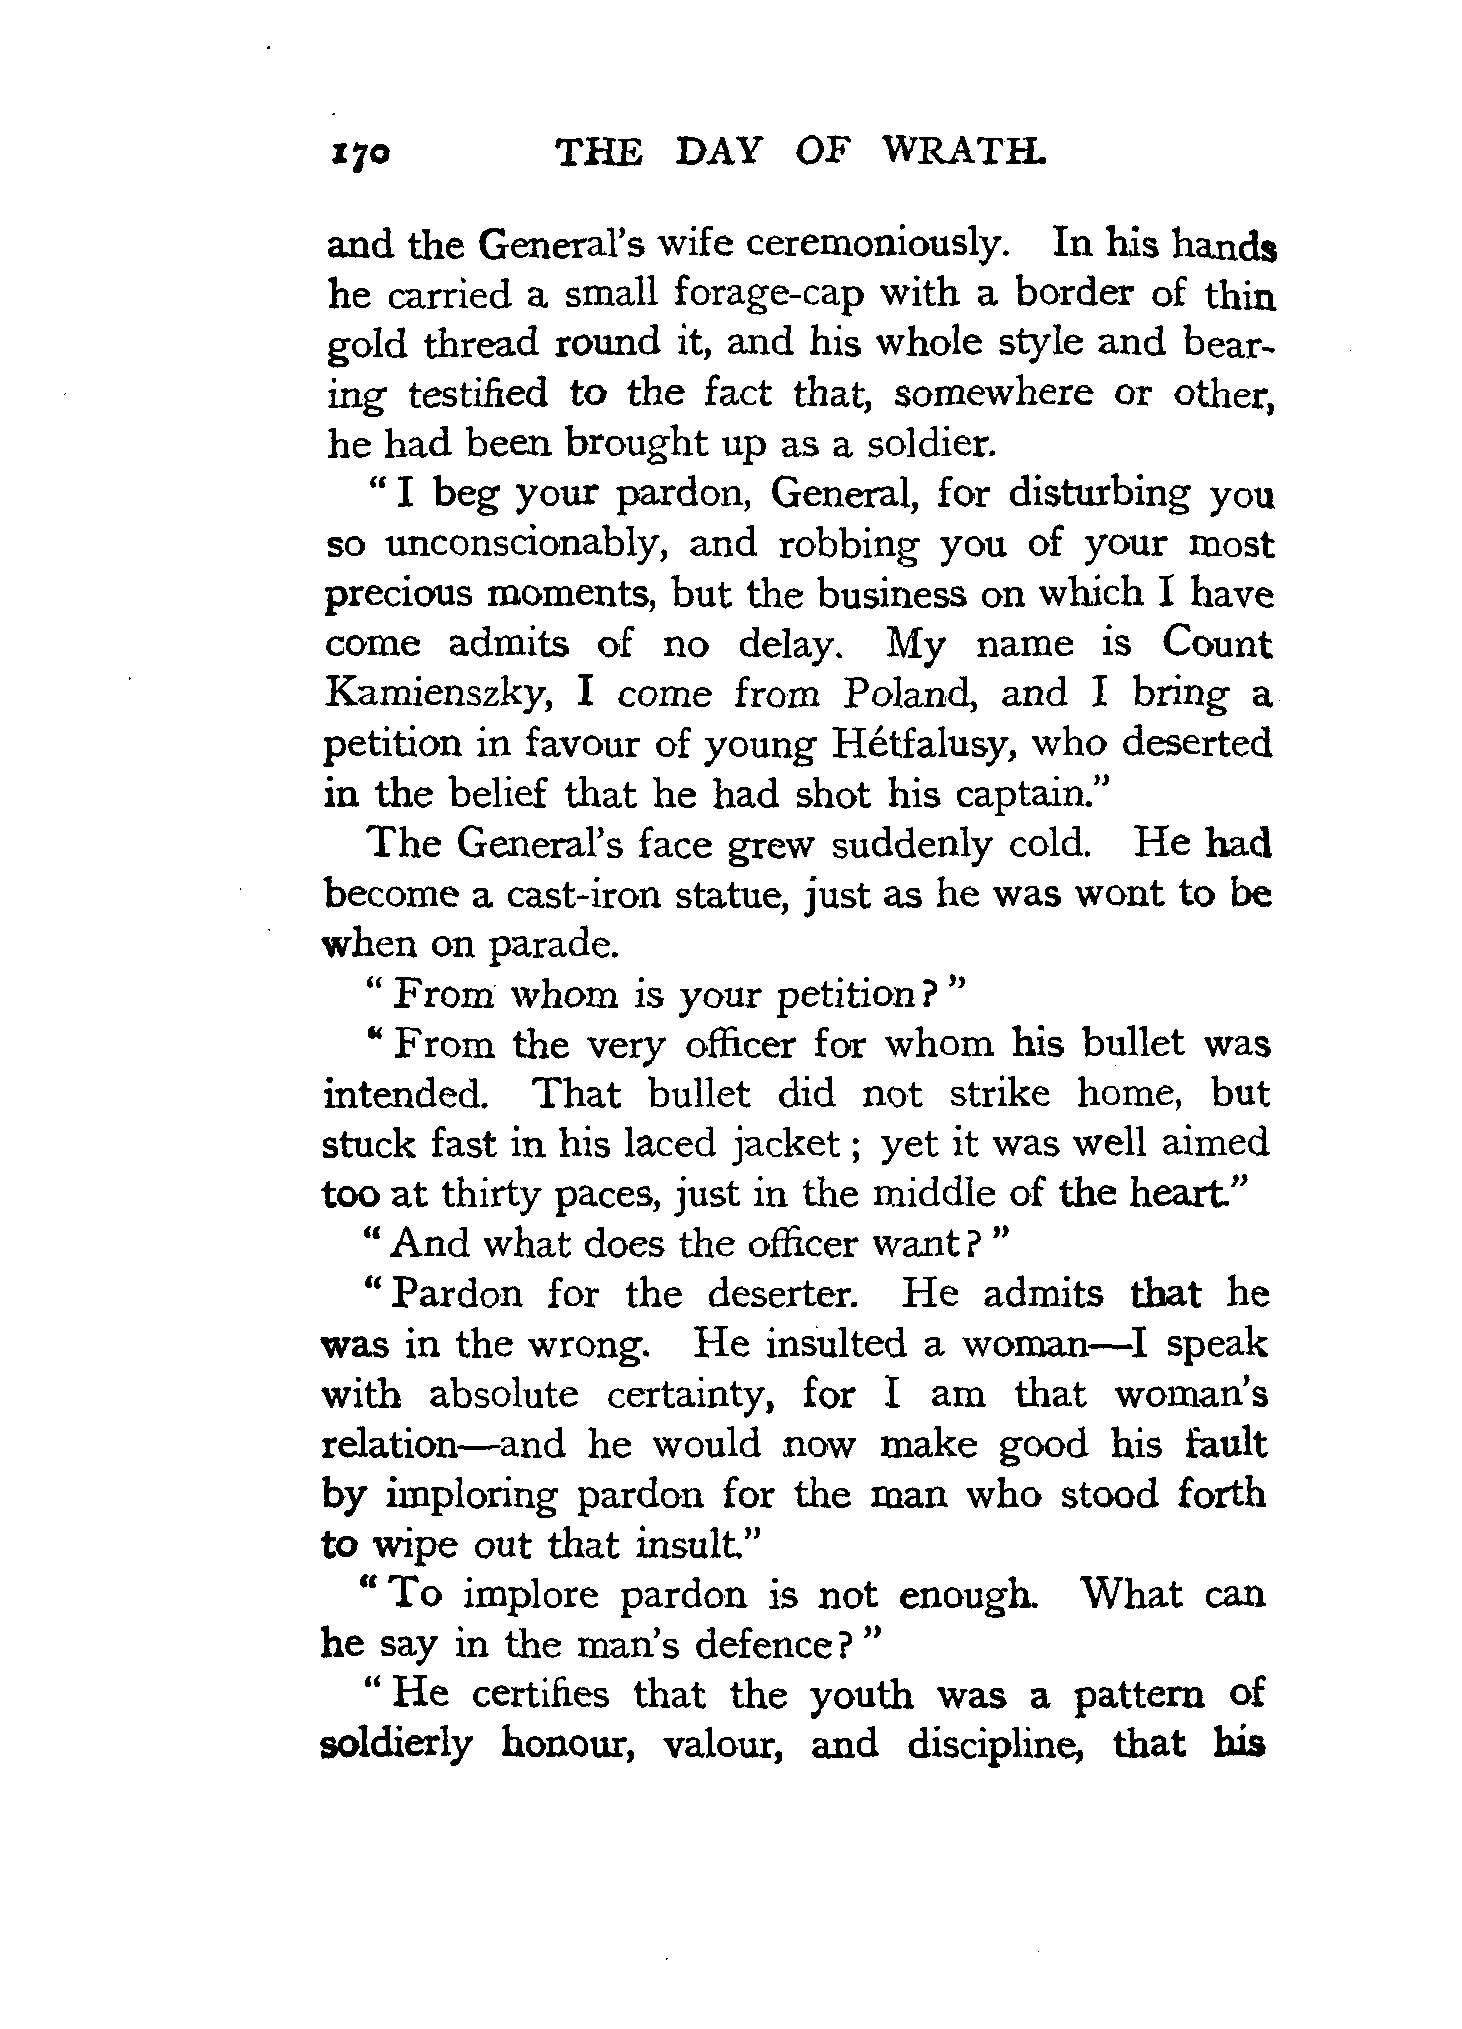 170 THE DAY OF WRATH.
and the General's wife ceremoniously. In his hands
he carried a small forage-cap with a border of thin
gold thread round it, and his whole style and bear-
ing testified to the fact that, somewhere or other,
he had been brought up as a soldier.
“ I beg your pardon, General, for disturbing you
so unconscionably, and robbing you of your most
precious moments, but the business on which I have
come admits of no delay. My name is Count
Kamienszky, I come from Poland, and I bring a
petition in favour of young Hétfalusy, who deserted
in the belief that he had shot his captain.”
The General's face grew suddenly cold. He had
become a cast-iron statue, just as he was wont to be
when on parade.
“ From whom is your petition? ”
“ From the very officer for whom his bullet was
intended. That bullet did not strike home, but
stuck fast in his laced jacket ; yet it was well aimed
too at thirty paces, just in the middle of the heart.”
“ And what does the officer want? ”
“ Pardon for the deserter. He admits that he
was in the wrong. He insulted a woman—I speak
with absolute certainty, for I am that woman's
relation—and he would now make good his fault
by imploring pardon for the man who stood forth
to wipe out that insult.”
“ To implore pardon is not enough. What can
he say in the man's defence? ”
“ He certifies that the youth was a pattern of
soldierly honour, valour, and discipline, that his